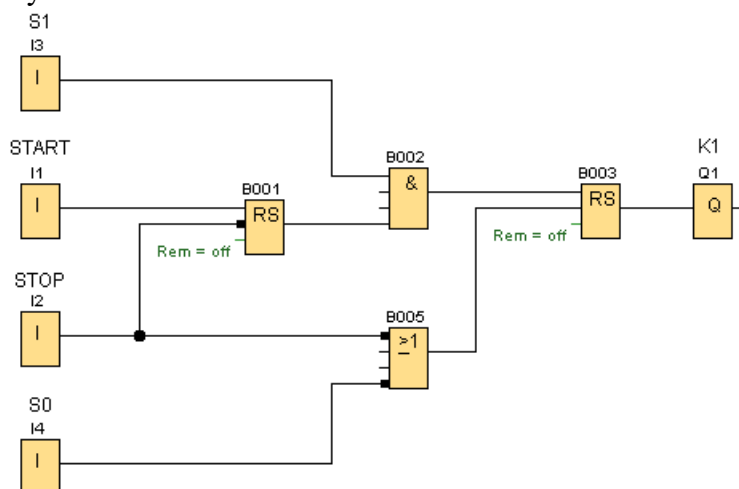 S1
I3
I
START
I1
I
B001
RS
Rem = off
B002
&
B003
RS
Rem = off
K1
Q1
Q
STOP
I2
I
B005
≥1
S0
I4
I